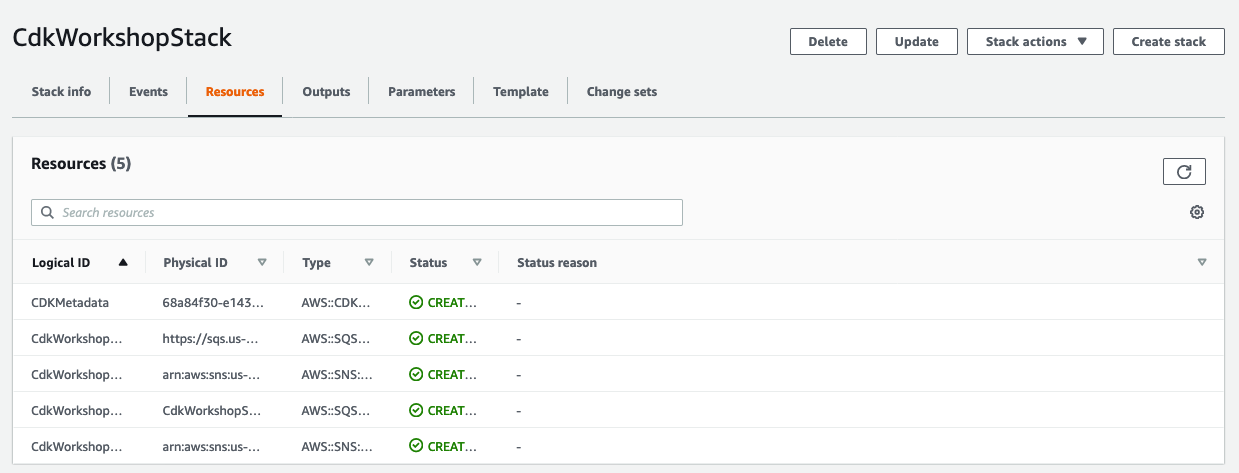 CdkWorkshopStack
Delete Update Stack actions Create stack
Stack info Events Resources Outputs Parameters Template Change sets
Resources (5)
Search resources
Logical ID Physical ID Type Status Status reason
CDKMetadata 68a84f30-e143... AWS::CDK... CREAT... -
CdkWorkshop... https://sqs.us-... AWS::SQS... CREAT... -
CdkWorkshop... arn:aws:sns:us-... AWS::SNS:... CREAT... -
CdkWorkshop... CdkWorkshopS... AWS::SQS... CREAT... -
CdkWorkshop... arn:aws:sns:us-... AWS::SNS:... CREAT... -